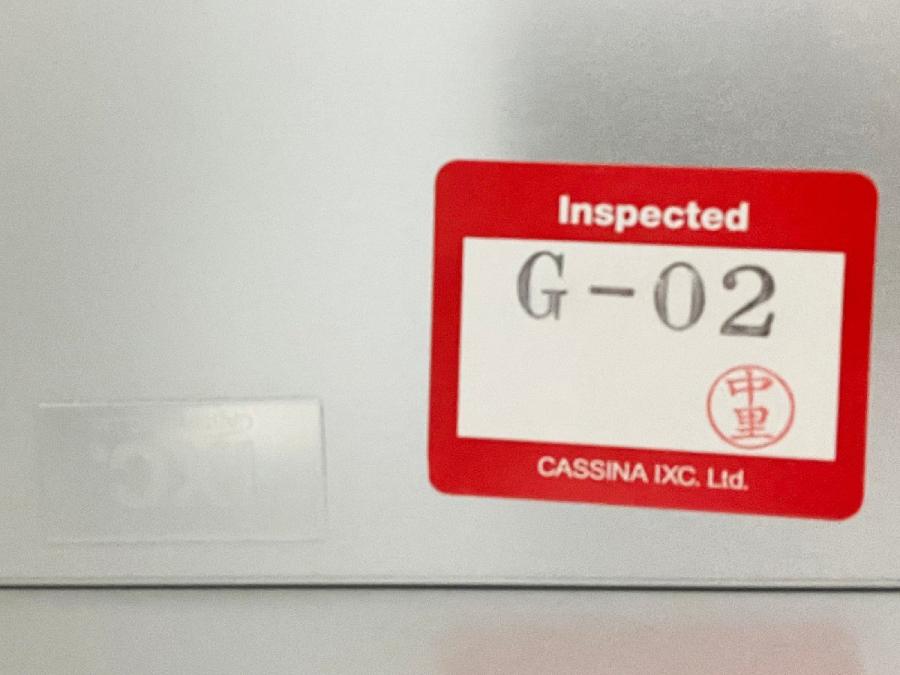 Inspected
G-02
中里
CASSINA IXC. Ltd.